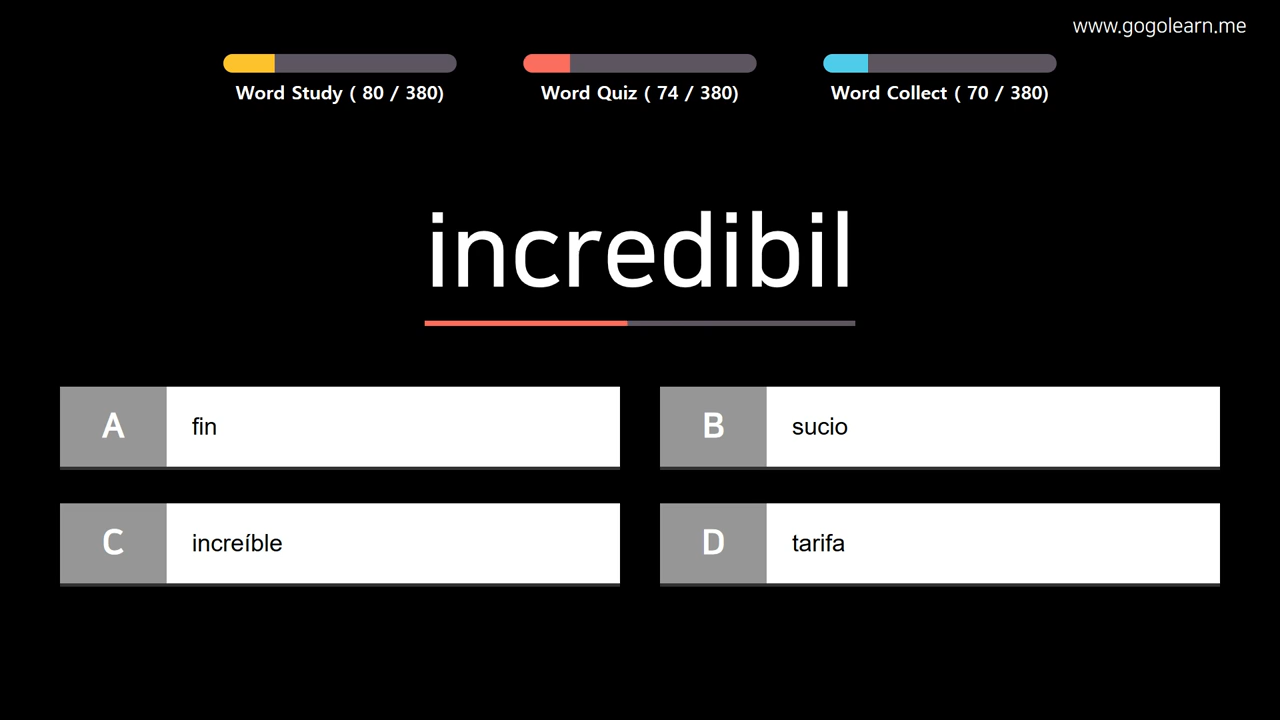 www.gogolearn.me
Word Study ( 80 / 380)
Word Quiz ( 74 / 380)
Word Collect ( 70 / 380)
incredibil
A fin
B sucio
C increíble
D tarifa